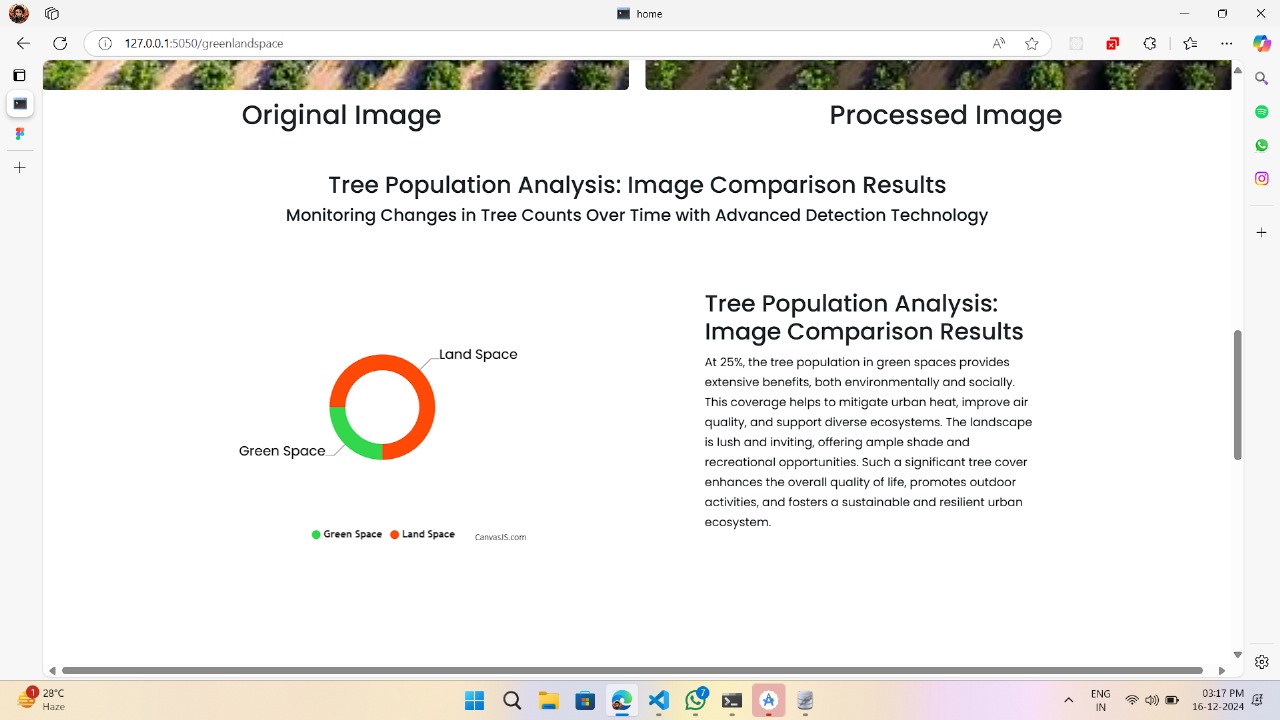 home
127.0.0.1:5050/greenlandspace
Original Image
Processed Image
Tree Population Analysis: Image Comparison Results
Monitoring Changes in Tree Counts Over Time with Advanced Detection Technology
Land Space
Green Space
Green Space
Land Space
CanvasJS.com
Tree Population Analysis:
Image Comparison Results
At 25%, the tree population in green spaces provides
extensive benefits, both environmentally and socially.
This coverage helps to mitigate urban heat, improve air
quality, and support diverse ecosystems. The landscape
is lush and inviting, offering ample shade and
recreational opportunities. Such a significant tree cover
enhances the overall quality of life, promotes outdoor
activities, and fosters a sustainable and resilient urban
ecosystem.
1
28°C
Haze
7
ENG
IN
03:17 PM
16-12-2024